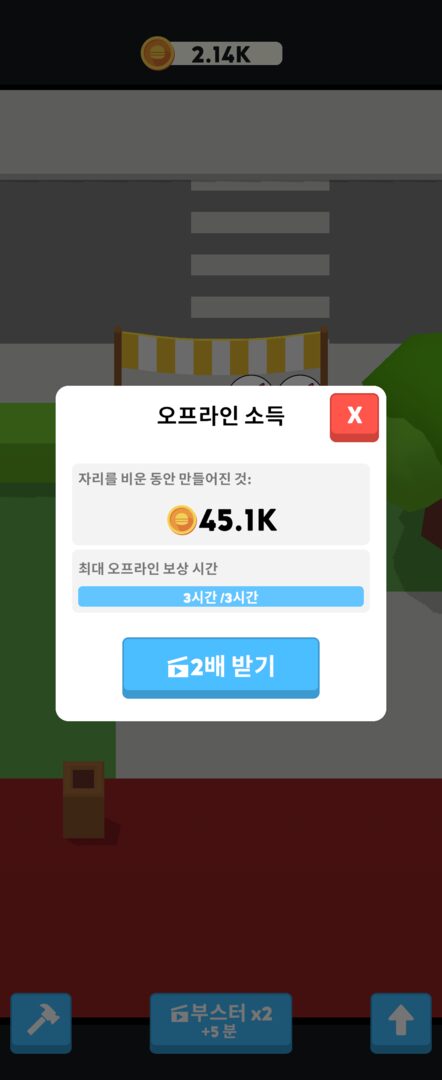 2.14K
오프라인 소득
X
자리를 비운 동안 만들어진 것:
45.1K
최대 오프라인 보상 시간
3시간 /3시간
2배 받기
부스터 x2
+5 분